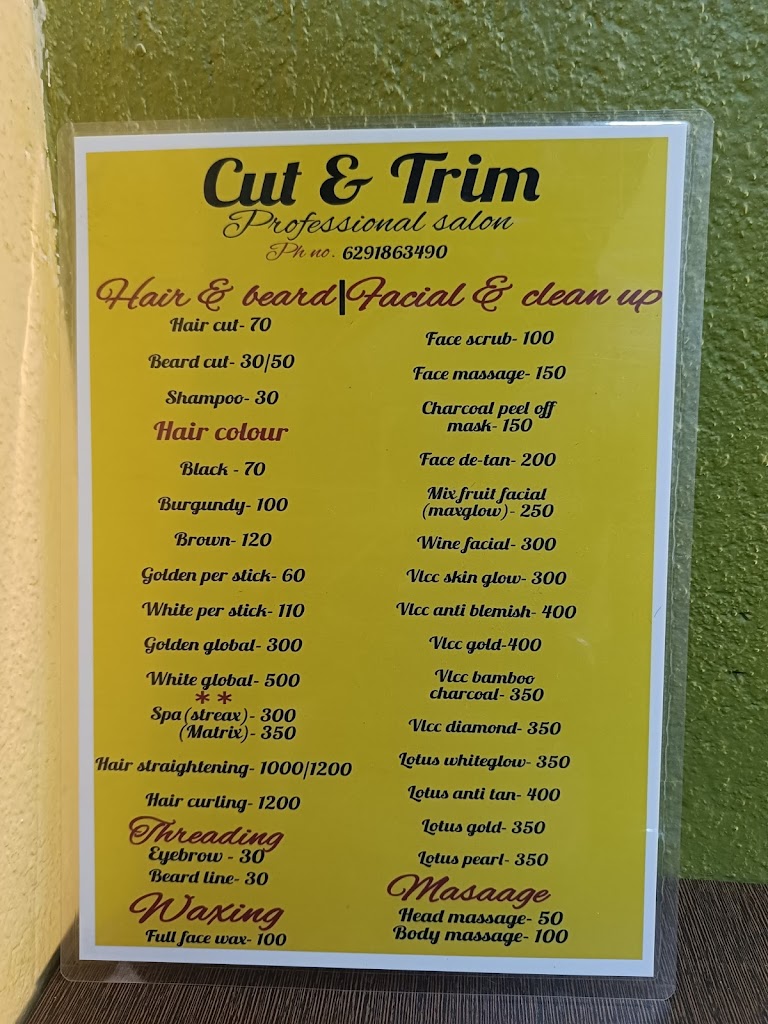 Cut & Trim
Professional salon
Ph no. 6291863490
Hair & beard|Facial & clean up
Hair cut- 70
Beard cut- 30/50
Shampoo- 30
Hair colour
Black - 70
Burgundy- 100
Brown- 120
Golden per stick- 60
White per stick- 110
Golden global- 300
White global- 500
**
Spa(streax)- 300
(Matrix)- 350
Hair straightening- 1000/1200
Hair curling- 1200
Threading
Eyebrow - 30
Beard line- 30
Waxing
Full face wax- 100
Face scrub- 100
Face massage- 150
Charcoal peel off
mask- 150
Face de-tan- 200
Mix fruit facial
(maxglow)- 250
Wine facial- 300
Vlcc skin glow- 300
Vlcc anti blemish- 400
Vlcc gold-400
Vlcc bamboo
charcoal- 350
Vlcc diamond- 350
Lotus whiteglow- 350
Lotus anti tan- 400
Lotus gold- 350
Lotus pearl- 350
Masaage
Head massage- 50
Body massage- 100